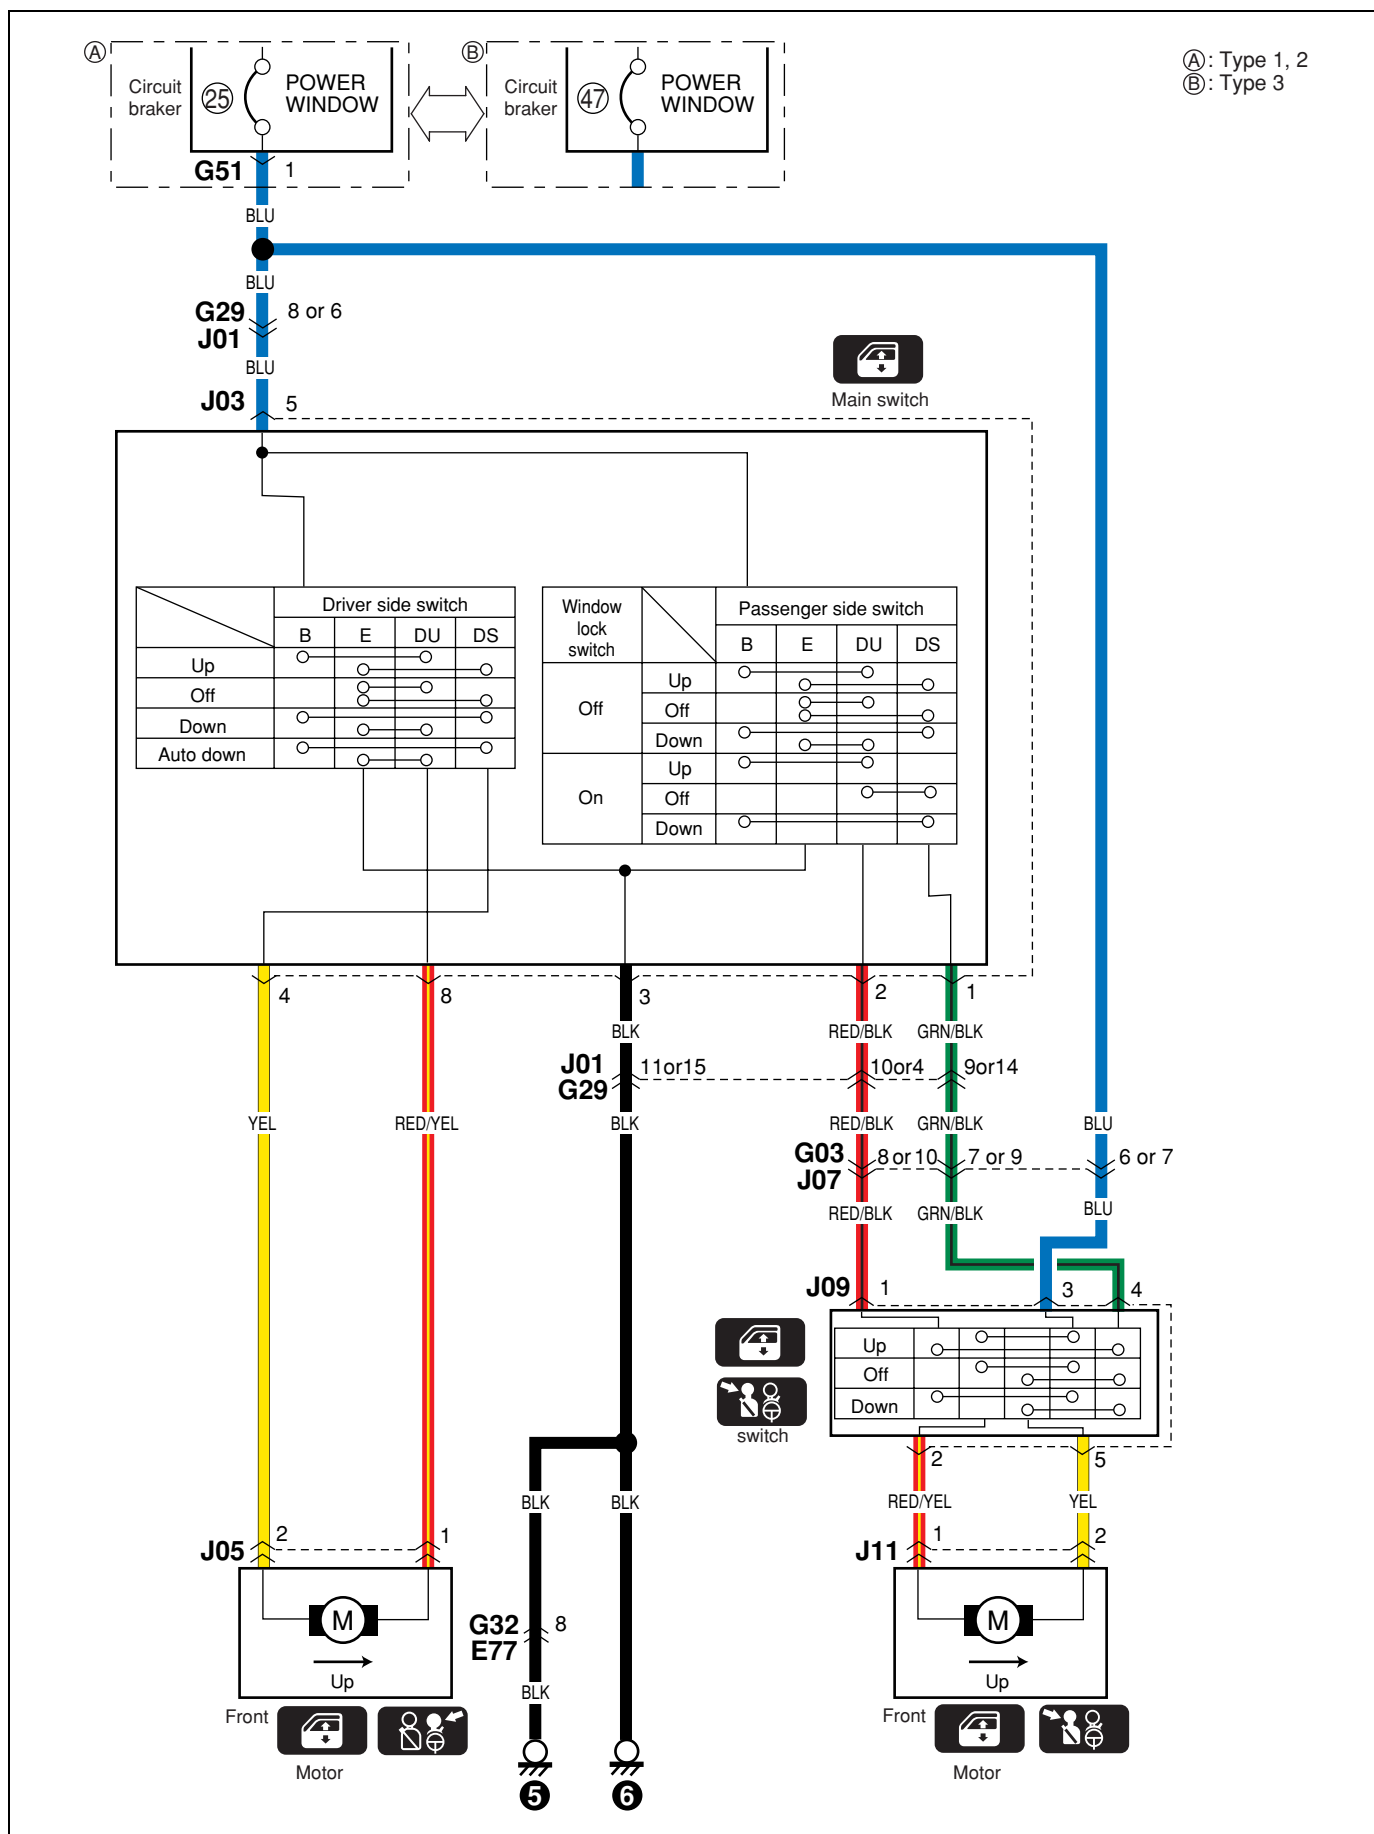 A
Circuit
braker
25
POWER
WINDOW
B
Circuit
braker
47
POWER
WINDOW
A : Type 1, 2
B : Type 3
G51
1
BLU
BLU
G29
8 or 6
J01
BLU
J03
5
Main switch
Driver side switch
B E DU DS
Up
Off
Down
Auto down
Window
lock
switch
Passenger side switch
B E DU DS
Off
Up
Off
Down
On
Up
Off
Down
4
8
3
2
1
BLK
RED/BLK
GRN/BLK
J01
11or15
10or4
9or14
G29
YEL
RED/YEL
BLK
RED/BLK
GRN/BLK
BLU
G03
8 or 10
7 or 9
6 or 7
J07
RED/BLK
GRN/BLK
BLU
J09
1
3
4
Up
Off
Down
switch
2
5
BLK
BLK
RED/YEL
YEL
J05
2
1
J11
1
2
M
Up
G32
8
E77
BLK
M
Up
Front
Motor
Front
Motor
5
6